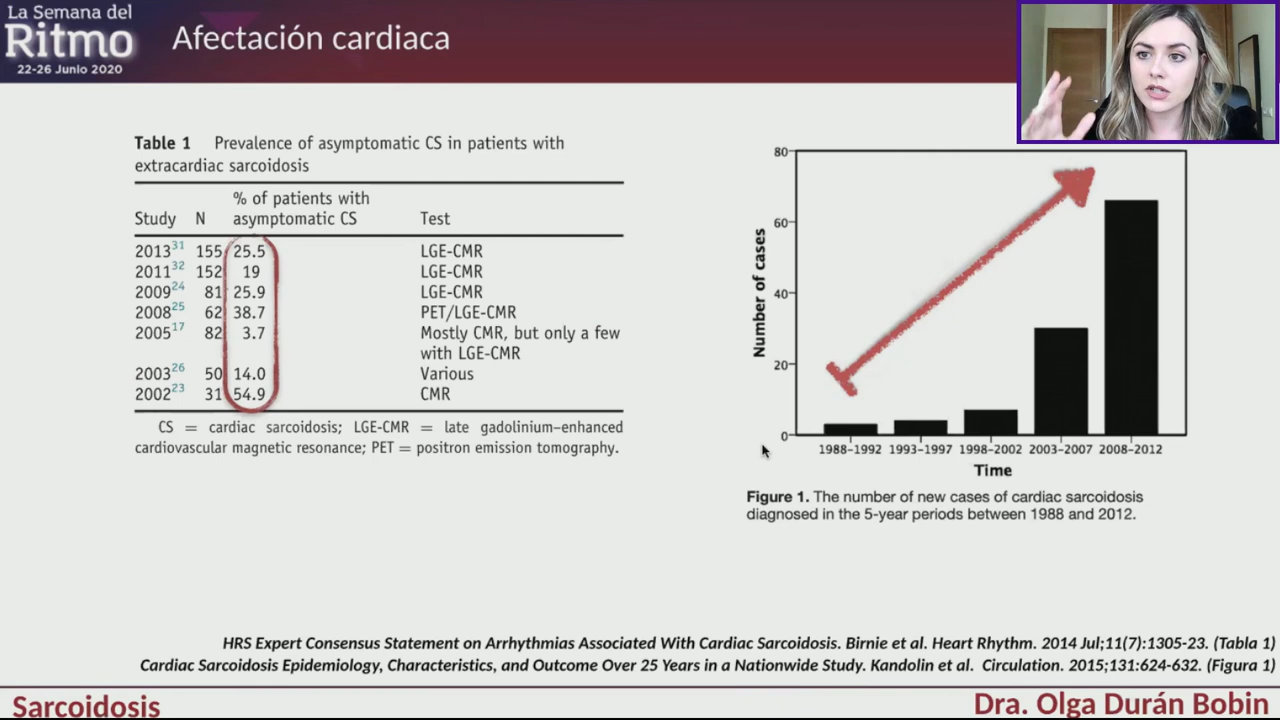 La Semana del
Ritmo
22-26 Junio 2020
Afectación cardiaca
Table 1 Prevalence of asymptomatic CS in patients with
extracardiac sarcoidosis
% of patients with
Study N asymptomatic CS Test
2013³¹ 155 25.5 LGE-CMR
2011³² 152 19 LGE-CMR
2009²⁴ 81 25.9 LGE-CMR
2008²⁵ 62 38.7 PET/LGE-CMR
2005¹⁷ 82 3.7 Mostly CMR, but only a few
with LGE-CMR
2003²⁶ 50 14.0 Various
2002²³ 31 54.9 CMR
CS = cardiac sarcoidosis; LGE-CMR = late gadolinium–enhanced
cardiovascular magnetic resonance; PET = positron emission tomography.
80
60
40
20
0
Number of cases
1988–1992 1993–1997 1998–2002 2003–2007 2008–2012
Time
Figure 1. The number of new cases of cardiac sarcoidosis
diagnosed in the 5-year periods between 1988 and 2012.
HRS Expert Consensus Statement on Arrhythmias Associated With Cardiac Sarcoidosis. Birnie et al. Heart Rhythm. 2014 Jul;11(7):1305-23. (Tabla 1)
Cardiac Sarcoidosis Epidemiology, Characteristics, and Outcome Over 25 Years in a Nationwide Study. Kandolin et al. Circulation. 2015;131:624-632. (Figura 1)
Sarcoidosis
Dra. Olga Durán Bobin